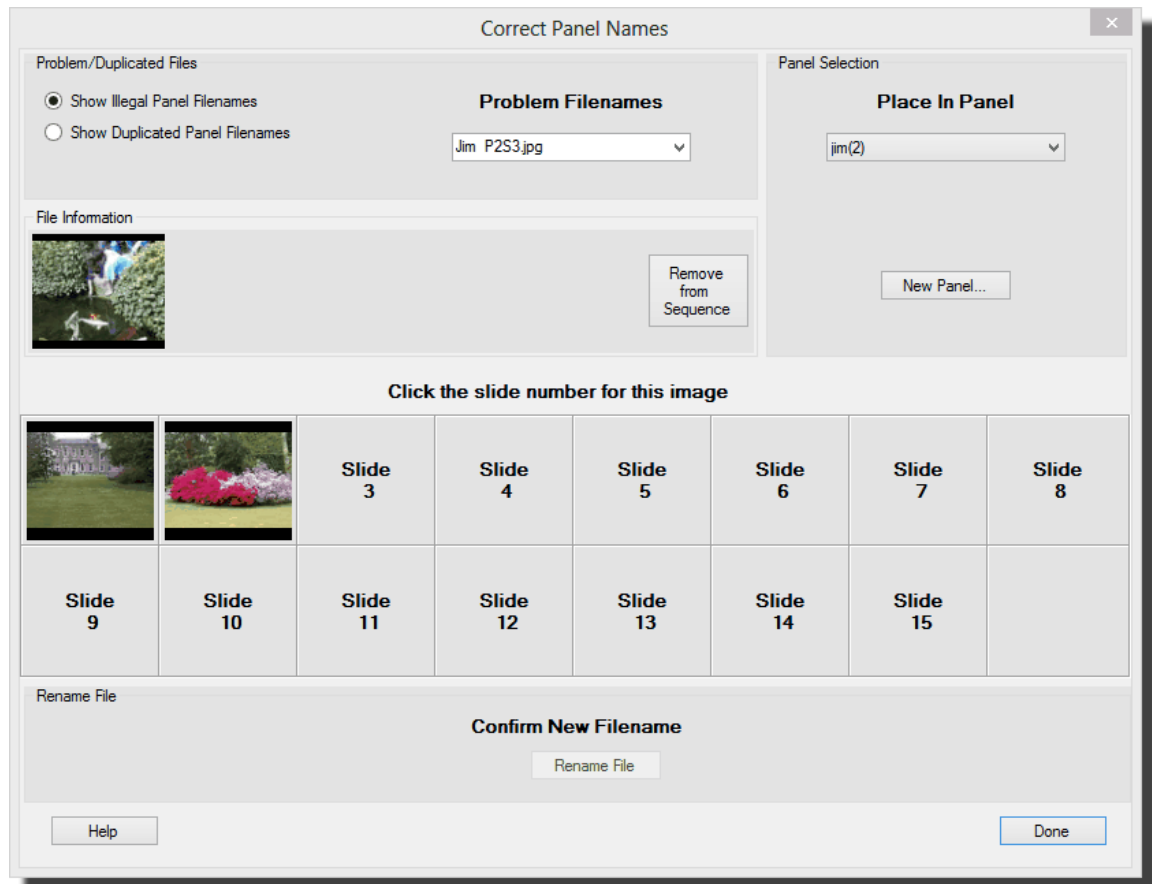 Correct Panel Names
Problem/Duplicated Files
Show Illegal Panel Filenames
Show Duplicated Panel Filenames
Problem Filenames
Jim P2S3.jpg
Panel Selection
Place In Panel
jim(2)
New Panel...
File Information
Remove
from
Sequence
Click the slide number for this image
Slide
3
Slide
4
Slide
5
Slide
6
Slide
7
Slide
8
Slide
9
Slide
10
Slide
11
Slide
12
Slide
13
Slide
14
Slide
15
Rename File
Confirm New Filename
Rename File
Help
Done